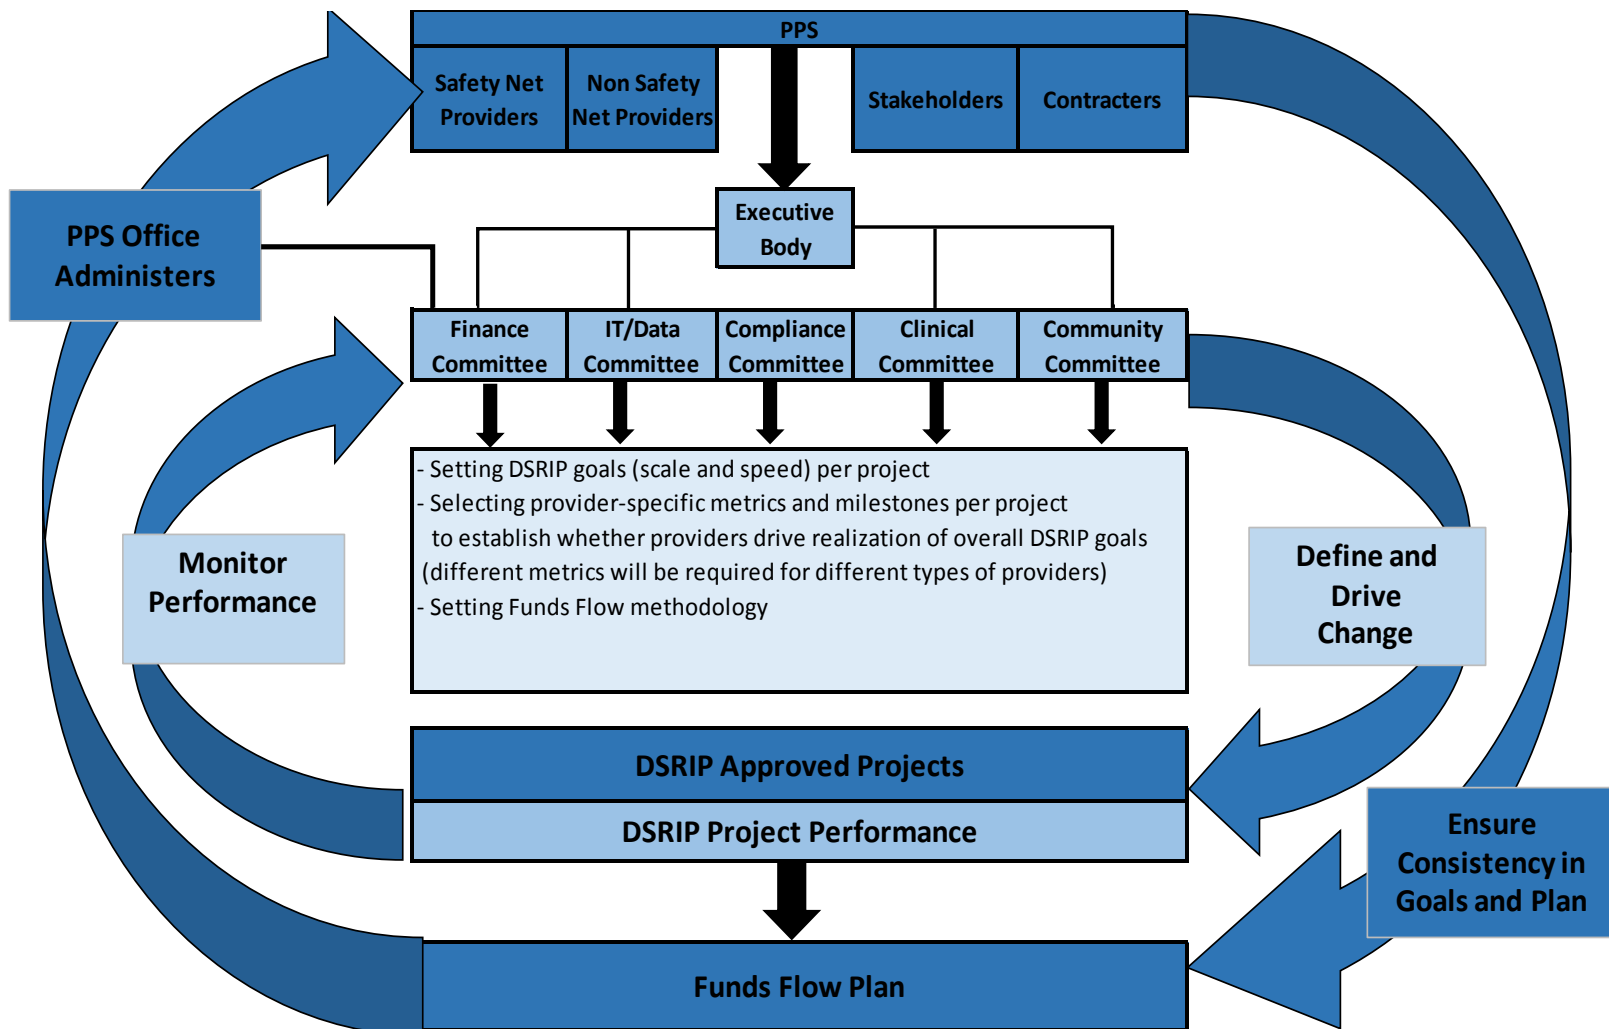 PPS
Safety Net
Providers
Non Safety
Net Providers
Stakeholders
Contracters
PPS Office
Administers
Executive
Body
Finance
Committee
IT/Data
Committee
Compliance
Committee
Clinical
Committee
Community
Committee
- Setting DSRIP goals (scale and speed) per project
- Selecting provider-specific metrics and milestones per project
to establish whether providers drive realization of overall DSRIP goals
(different metrics will be required for different types of providers)
- Setting Funds Flow methodology
Monitor
Performance
Define and
Drive
Change
DSRIP Approved Projects
DSRIP Project Performance
Ensure
Consistency in
Goals and Plan
Funds Flow Plan